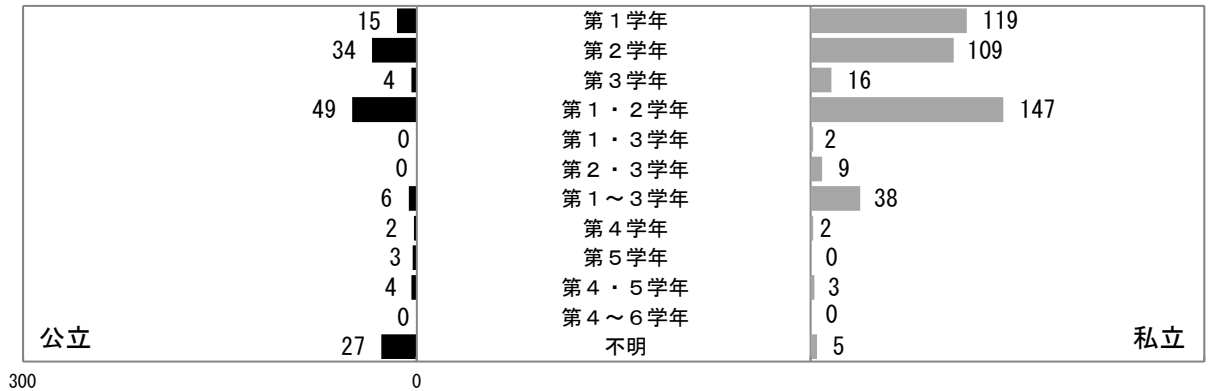 15 第１学年 119
34 第２学年 109
4 第３学年 16
49 第１・２学年 147
0 第１・３学年 2
0 第２・３学年 9
6 第１～３学年 38
2 第４学年 2
3 第５学年 0
4 第４・５学年 3
0 第４～６学年 0
公立 27 不明 5 私立
300 0